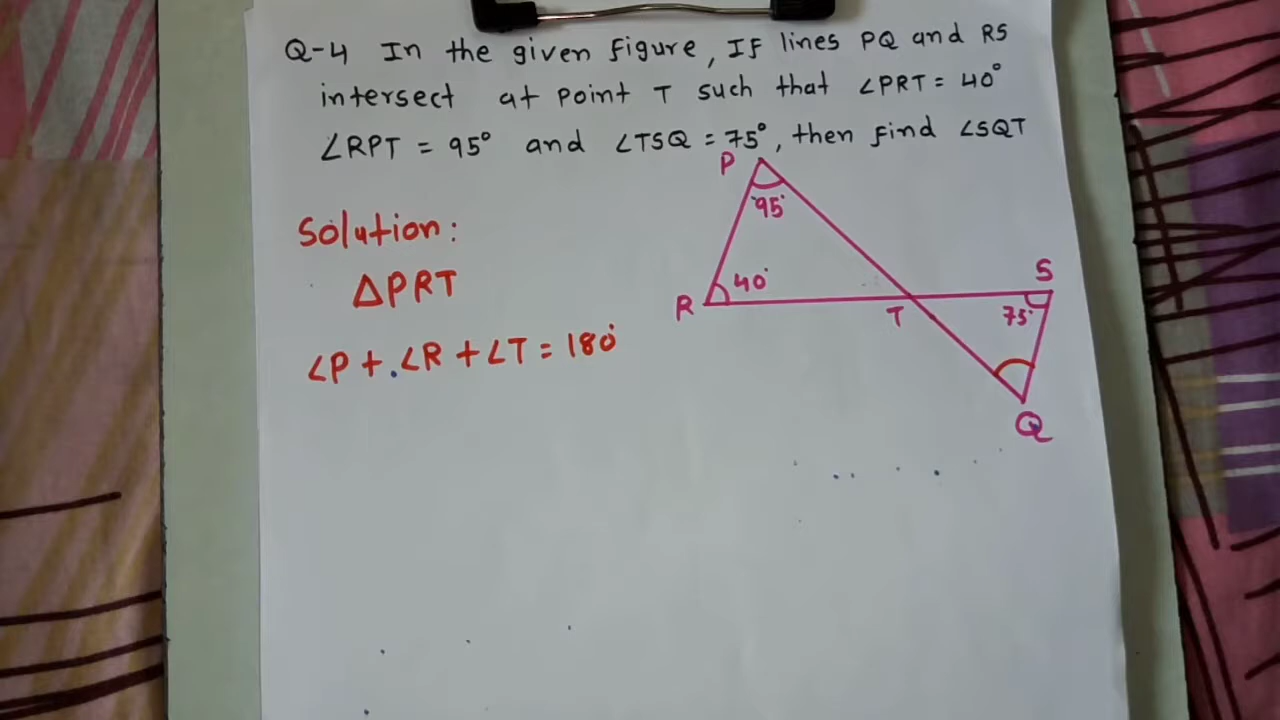 Q-4 In the given figure, If lines PQ and RS
intersect at point T such that ∠PRT = 40°
∠RPT = 95° and ∠TSQ = 75°, then find ∠SQT
P
95°
Solution:
ΔPRT
S
40°
R
T
75°
∠P + ∠R + ∠T = 180°
Q